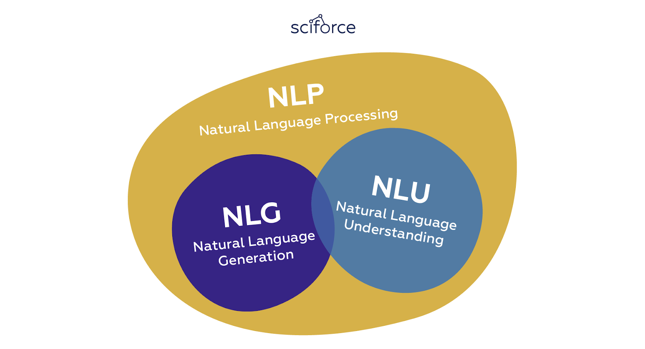 sciforce
NLP
Natural Language Processing
NLG
Natural Language
Generation
NLU
Natural Language
Understanding